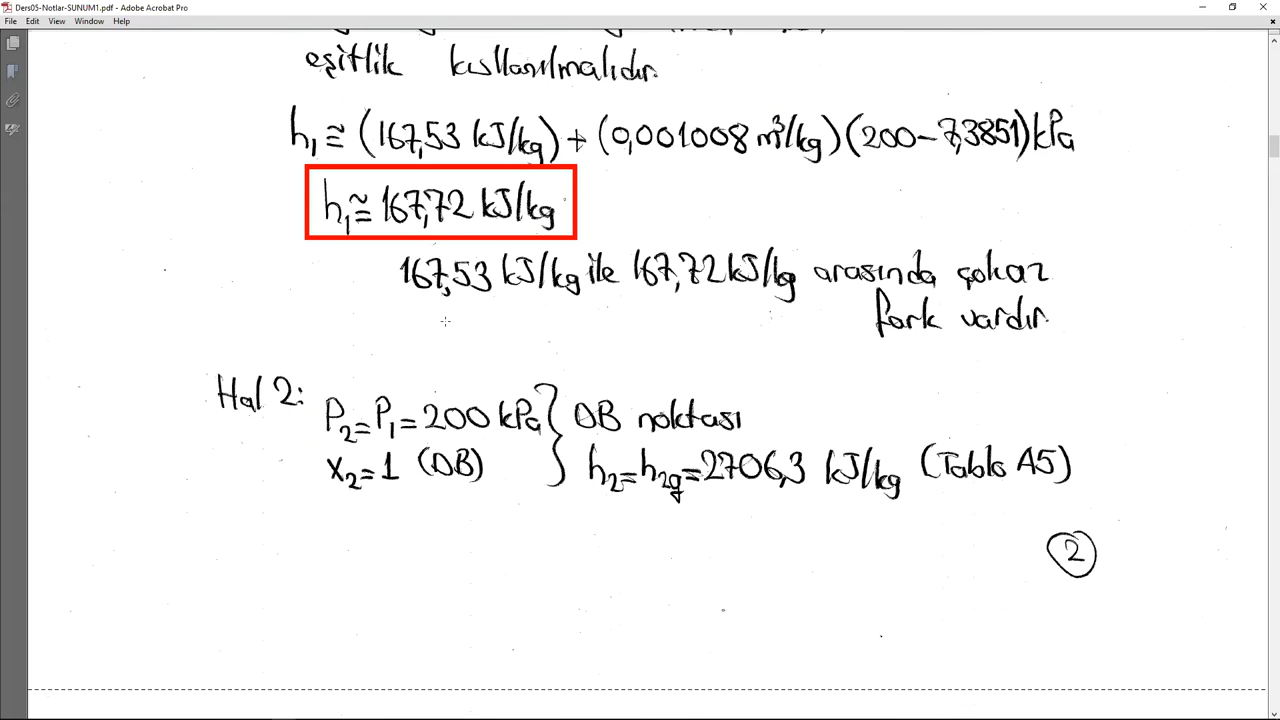 Ders05-Notlar-SUNUM1.pdf - Adobe Acrobat Pro
File Edit View Window Help
eşitlik kullanılmalıdır.
h₁ ≅ (167,53 kJ/kg) + (0,001008 m³/kg)(200-7,3851)kPa
h₁ ≅ 167,72 kJ/kg
167,53 kJ/kg ile 167,72 kJ/kg arasında çok az
fark vardır.
Hal 2:
P₂=P₁=200 kPa } DB noktası
x₂=1 (DB) h₂=h₂g=2706,3 kJ/kg (Tablo A5)
2